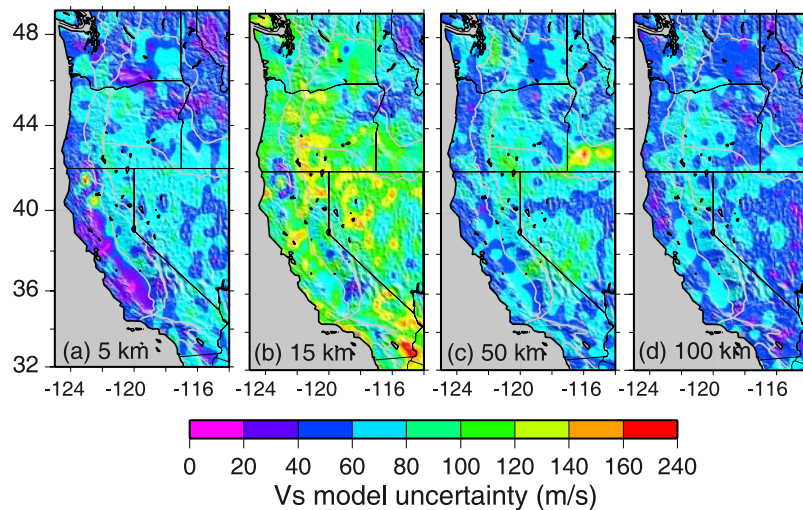 48
44
40
36
32
(a) 5 km
(b) 15 km
(c) 50 km
(d) 100 km
-124 -120 -116 -124 -120 -116 -124 -120 -116 -124 -120 -116
0 20 40 60 80 100 120 140 160 240
Vs model uncertainty (m/s)